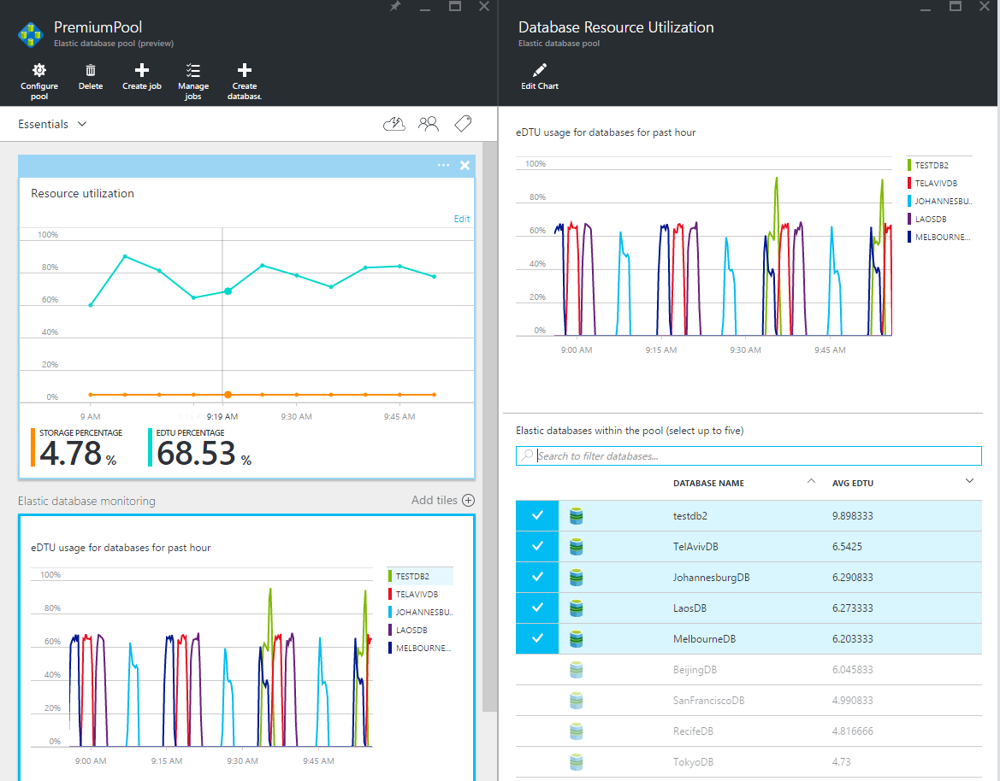 PremiumPool
Elastic database pool (preview)
Configure pool
Delete
Create job
Manage jobs
Create database.
Essentials
Resource utilization
Edit
100%
80%
60%
40%
20%
0%
9 AM
9:19 AM
9:30 AM
9:45 AM
STORAGE PERCENTAGE
4.78 %
EDTU PERCENTAGE
68.53 %
Elastic database monitoring
Add tiles
eDTU usage for databases for past hour
100%
80%
60%
40%
20%
0%
9:00 AM
9:15 AM
9:30 AM
9:45 AM
TESTDB2
TELAVIVDB
JOHANNESBU..
LAOSDB
MELBOURNE...
Database Resource Utilization
Elastic database pool
Edit Chart
eDTU usage for databases for past hour
100%
80%
60%
40%
20%
0%
9:00 AM
9:15 AM
9:30 AM
9:45 AM
TESTDB2
TELAVIVDB
JOHANNESBU..
LAOSDB
MELBOURNE...
Elastic databases within the pool (select up to five)
Search to filter databases...
DATABASE NAME AVG EDTU
testdb2 9.898333
TelAvivDB 6.5425
JohannesburgDB 6.290833
LaosDB 6.273333
MelbourneDB 6.203333
BeijingDB 6.045833
SanFranciscoDB 4.990833
RecifeDB 4.816666
TokyoDB 4.73